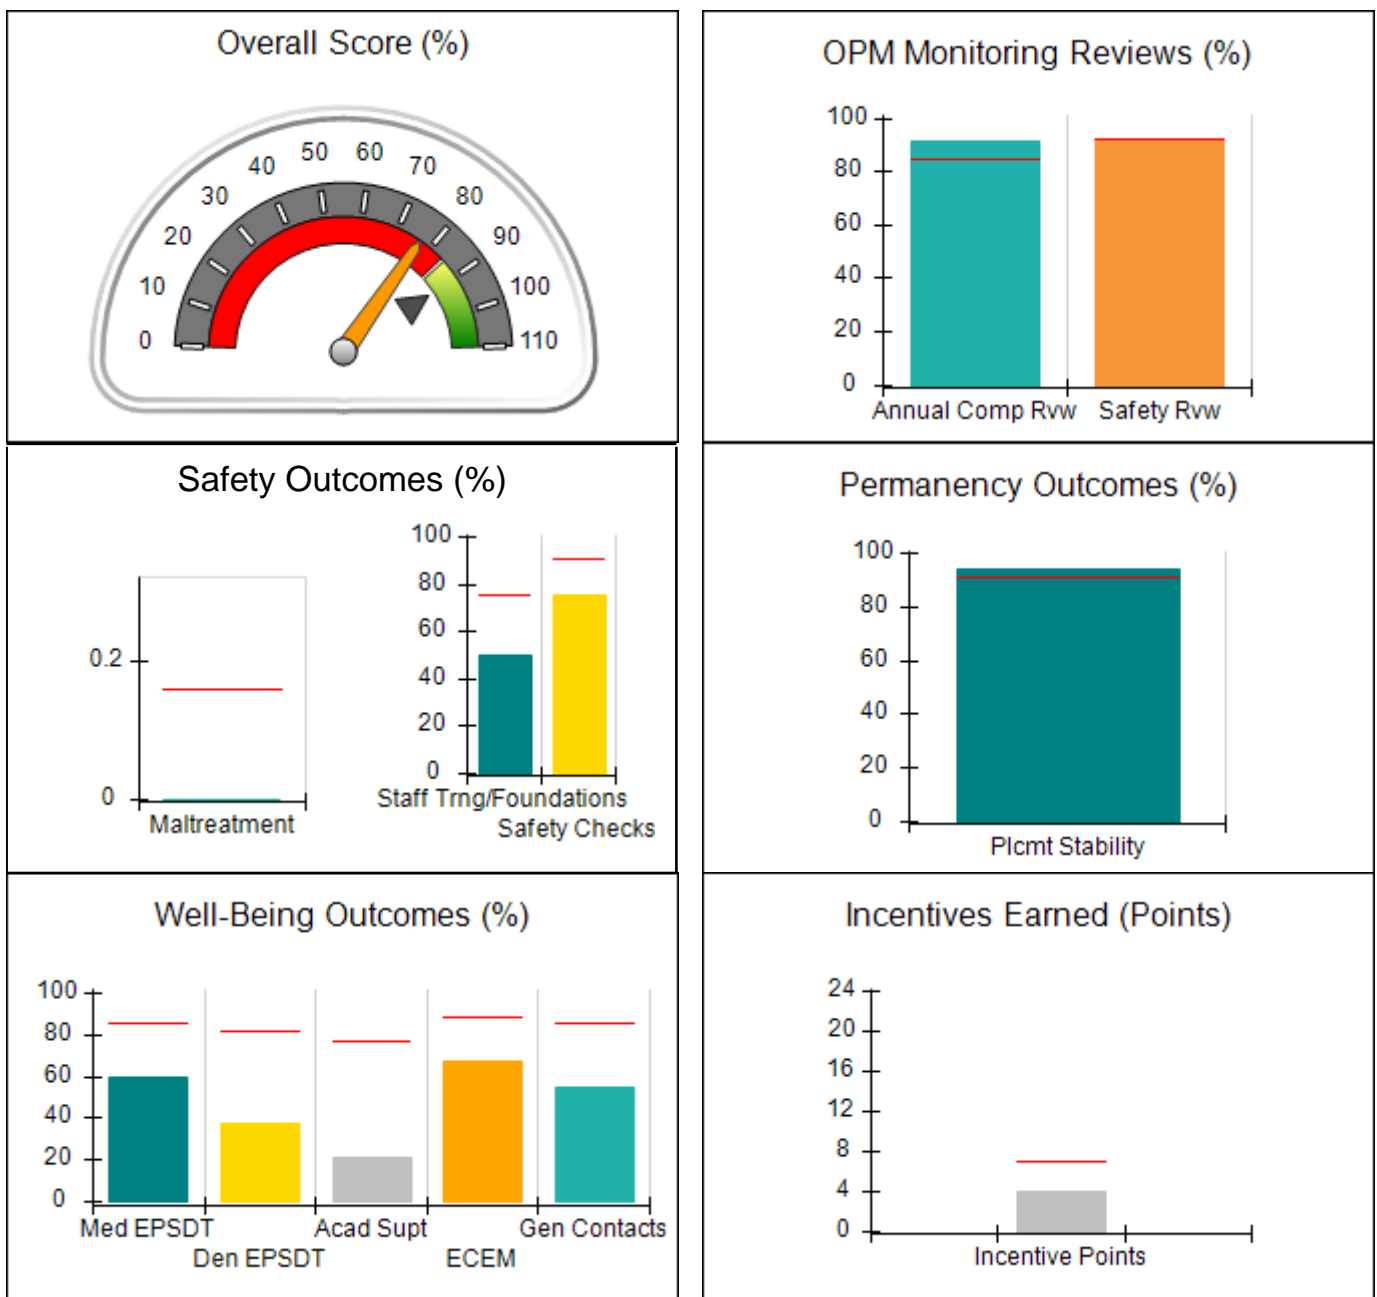 Overall Score (%)
0
10
20
30
40
50
60
70
80
90
100
110
OPM Monitoring Reviews (%)
100
80
60
40
20
0
Annual Comp Rvw
Safety Rvw
Safety Outcomes (%)
0.2
0
Maltreatment
100
80
60
40
20
0
Staff Trng/Foundations
Safety Checks
Permanency Outcomes (%)
100
80
60
40
20
0
Plcmt Stability
Well-Being Outcomes (%)
100
80
60
40
20
0
Med EPSDT
Den EPSDT
Acad Supt
ECEM
Gen Contacts
Incentives Earned (Points)
24
20
16
12
8
4
0
Incentive Points